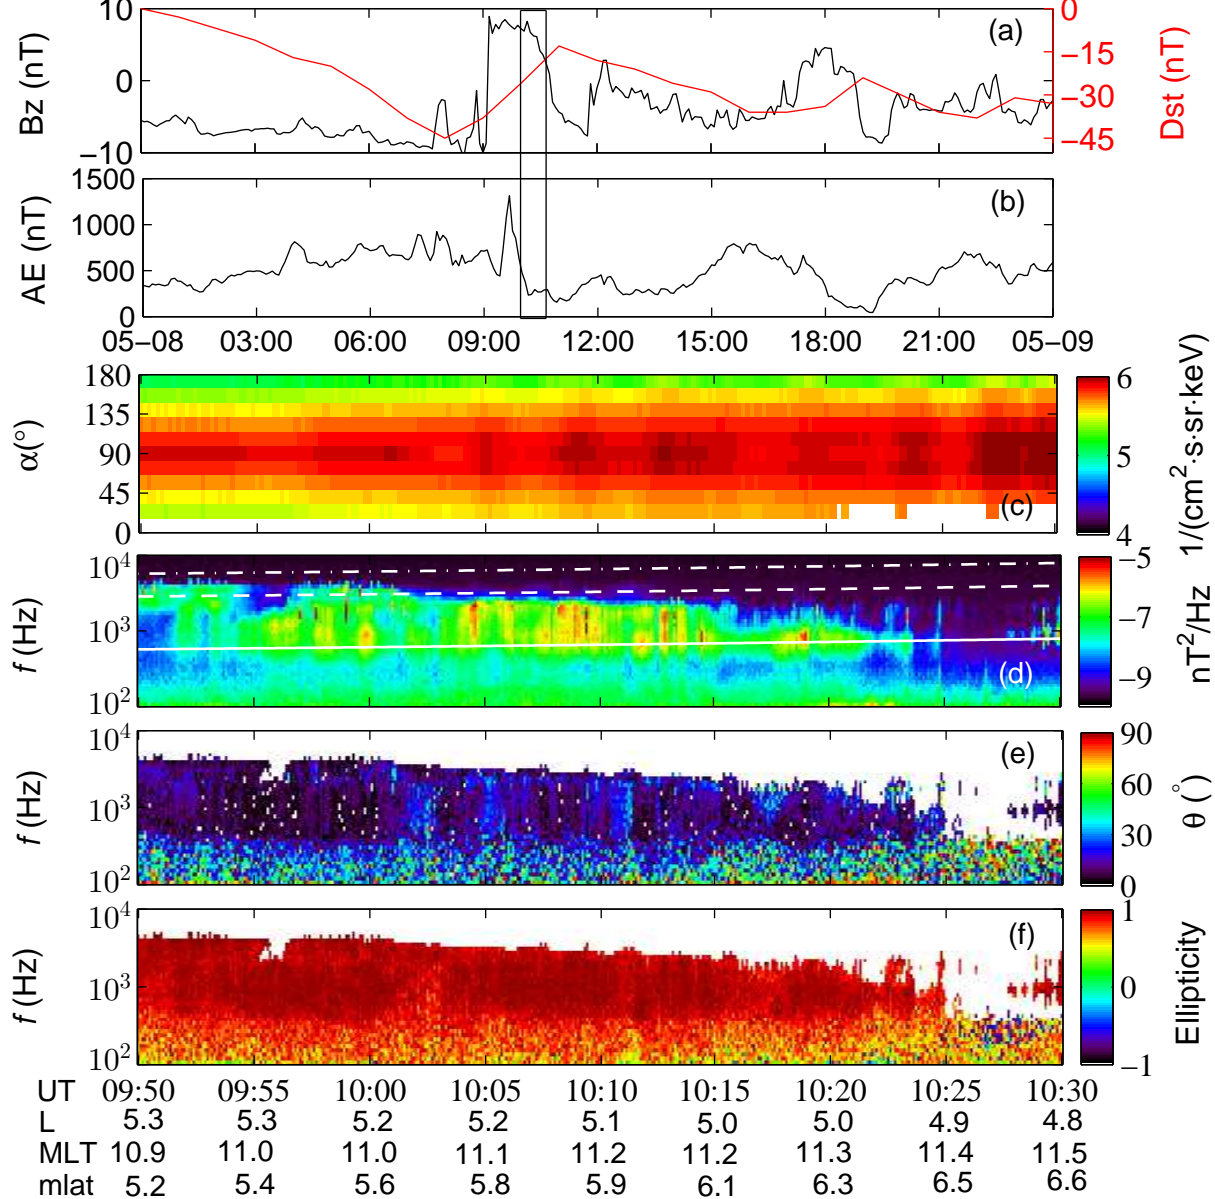 10
0
−10
Bz (nT)
(a)
0
−15
−30
−45
Dst (nT)
1500
1000
500
0
AE (nT)
(b)
05−08 03:00 06:00 09:00 12:00 15:00 18:00 21:00 05−09
180
135
90
45
0
α(°)
(c)
6
5
4
1/(cm²·s·sr·keV)
10⁴
10³
10²
f (Hz)
(d)
−5
−7
−9
nT²/Hz
10⁴
10³
10²
f (Hz)
(e)
90
60
30
0
θ (°)
10⁴
10³
10²
f (Hz)
(f)
1
0
−1
Ellipticity
UT 09:50 09:55 10:00 10:05 10:10 10:15 10:20 10:25 10:30
L 5.3 5.3 5.2 5.2 5.1 5.0 5.0 4.9 4.8
MLT 10.9 11.0 11.0 11.1 11.2 11.2 11.3 11.4 11.5
mlat 5.2 5.4 5.6 5.8 5.9 6.1 6.3 6.5 6.6